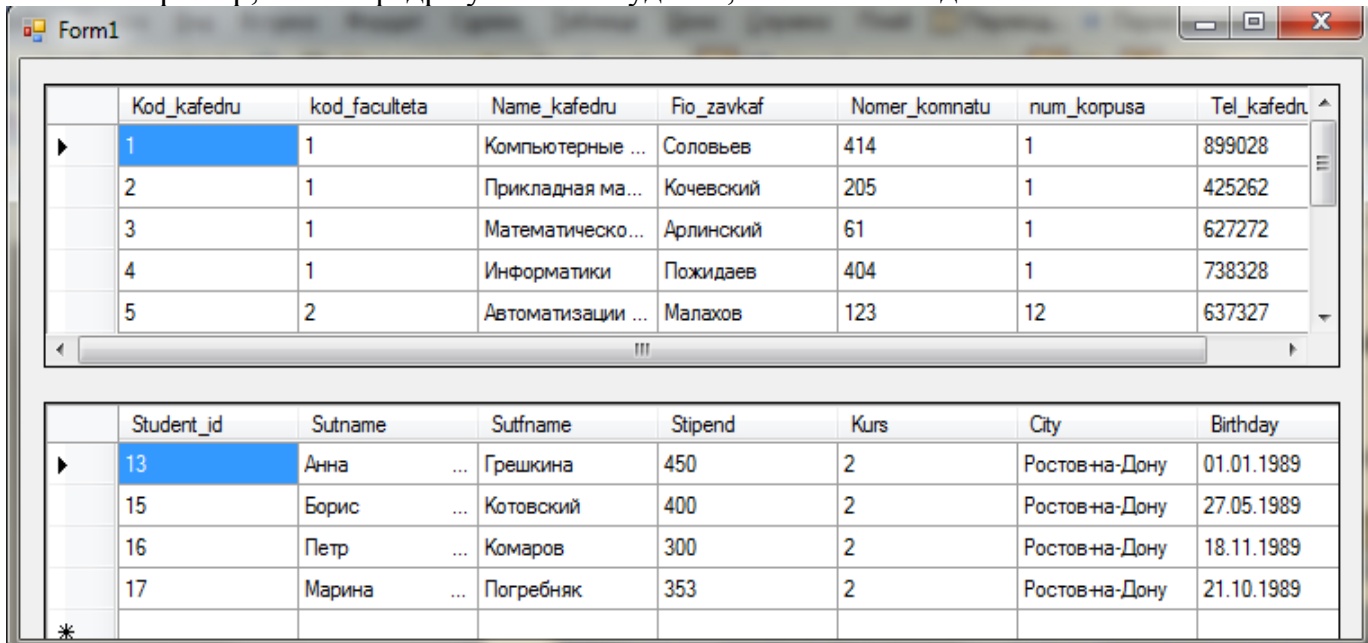 Form1
Kod_kafedru kod_faculteta Name_kafedru Fio_zavkaf Nomer_komnatu num_korpusa Tel_kafedru
1 1 Компьютерные ... Соловьев 414 1 899028
2 1 Прикладная ма... Кочевский 205 1 425262
3 1 Математическо... Арлинский 61 1 627272
4 1 Информатики Пожидаев 404 1 738328
5 2 Автоматизации ... Малахов 123 12 637327
Student_id Sutname Sutfname Stipend Kurs City Birthday
13 Анна ... Грешкина 450 2 Ростов-на-Дону 01.01.1989
15 Борис ... Котовский 400 2 Ростов-на-Дону 27.05.1989
16 Петр ... Комаров 300 2 Ростов-на-Дону 18.11.1989
17 Марина ... Погребняк 353 2 Ростов-на-Дону 21.10.1989